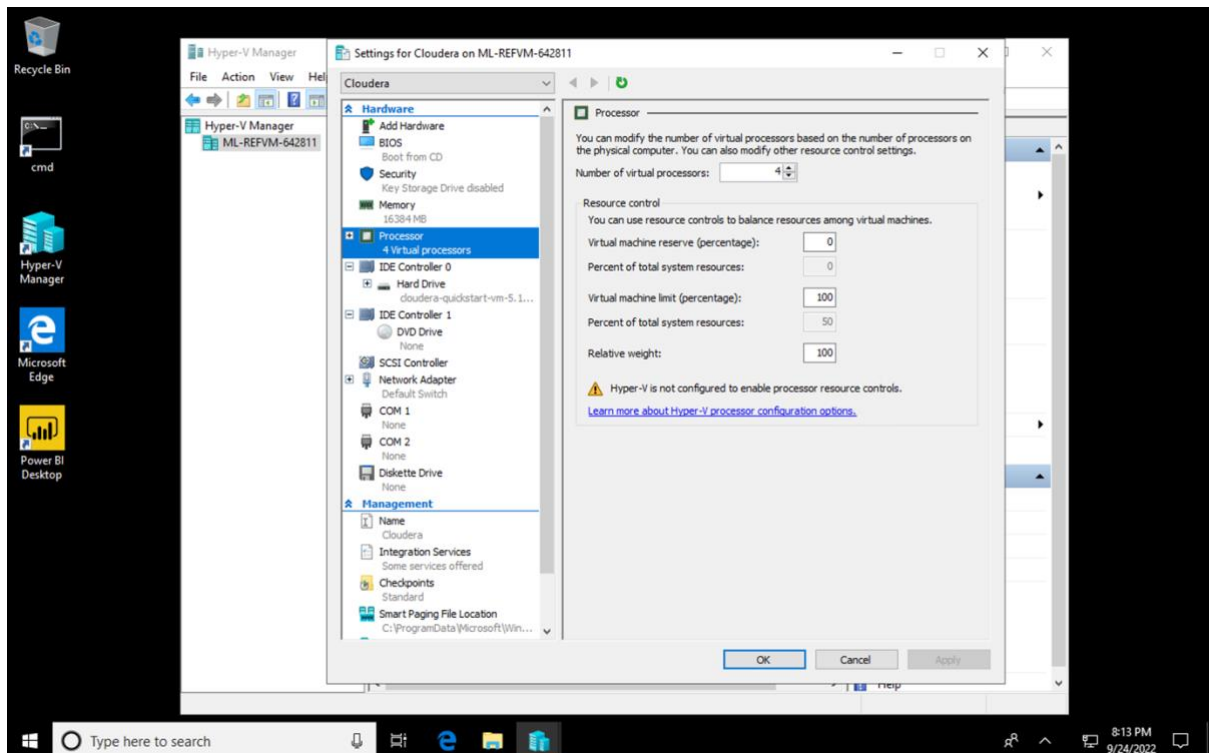 Recycle Bin
cmd
Hyper-V
Manager
Microsoft
Edge
Power BI
Desktop
Hyper-V Manager
File Action View Hel
Hyper-V Manager
ML-REFVM-642811
Settings for Cloudera on ML-REFVM-642811
Cloudera
Hardware
Add Hardware
BIOS
Boot from CD
Security
Key Storage Drive disabled
Memory
16384 MB
Processor
4 Virtual processors
IDE Controller 0
Hard Drive
cloudera-quickstart-vm-5.1...
IDE Controller 1
DVD Drive
None
SCSI Controller
Network Adapter
Default Switch
COM 1
None
COM 2
None
Diskette Drive
None
Management
Name
Cloudera
Integration Services
Some services offered
Checkpoints
Standard
Smart Paging File Location
C:\ProgramData\Microsoft\Win...
Processor
You can modify the number of virtual processors based on the number of processors on
the physical computer. You can also modify other resource control settings.
Number of virtual processors: 4
Resource control
You can use resource controls to balance resources among virtual machines.
Virtual machine reserve (percentage): 0
Percent of total system resources: 0
Virtual machine limit (percentage): 100
Percent of total system resources: 50
Relative weight: 100
Hyper-V is not configured to enable processor resource controls.
Learn more about Hyper-V processor configuration options.
OK Cancel Apply
Help
Type here to search
8:13 PM
9/24/2022